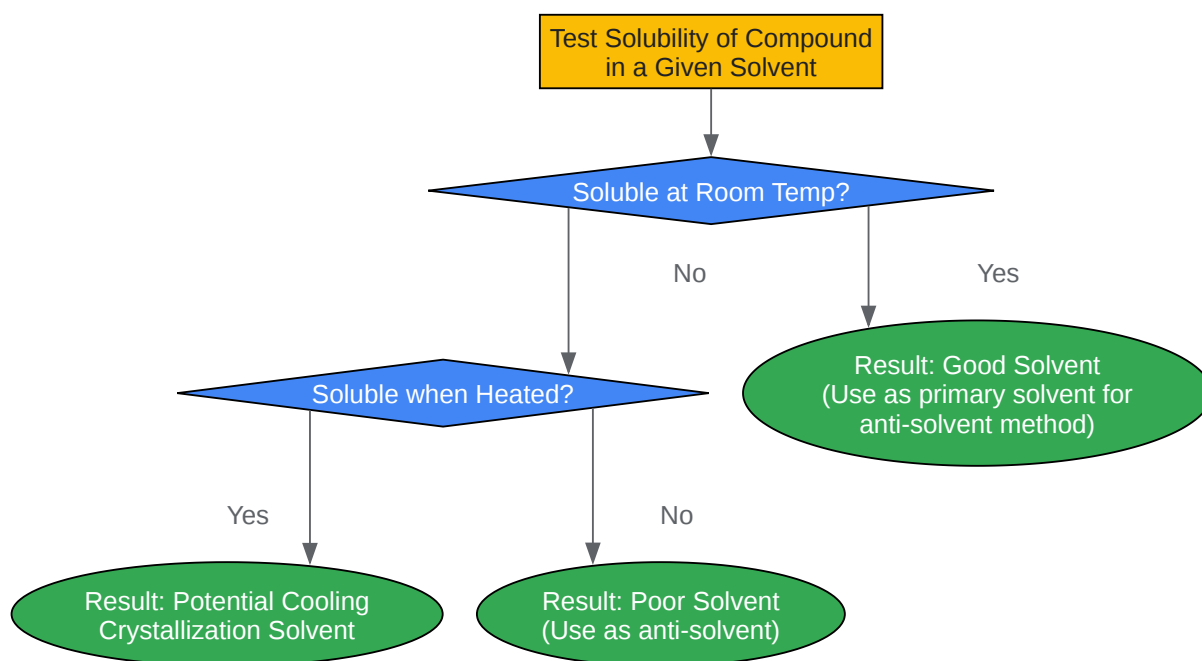 Test Solubility of Compound
in a Given Solvent
Soluble at Room Temp?
No
Yes
Result: Good Solvent
(Use as primary solvent for
anti-solvent method)
Soluble when Heated?
Yes
No
Result: Potential Cooling
Crystallization Solvent
Result: Poor Solvent
(Use as anti-solvent)